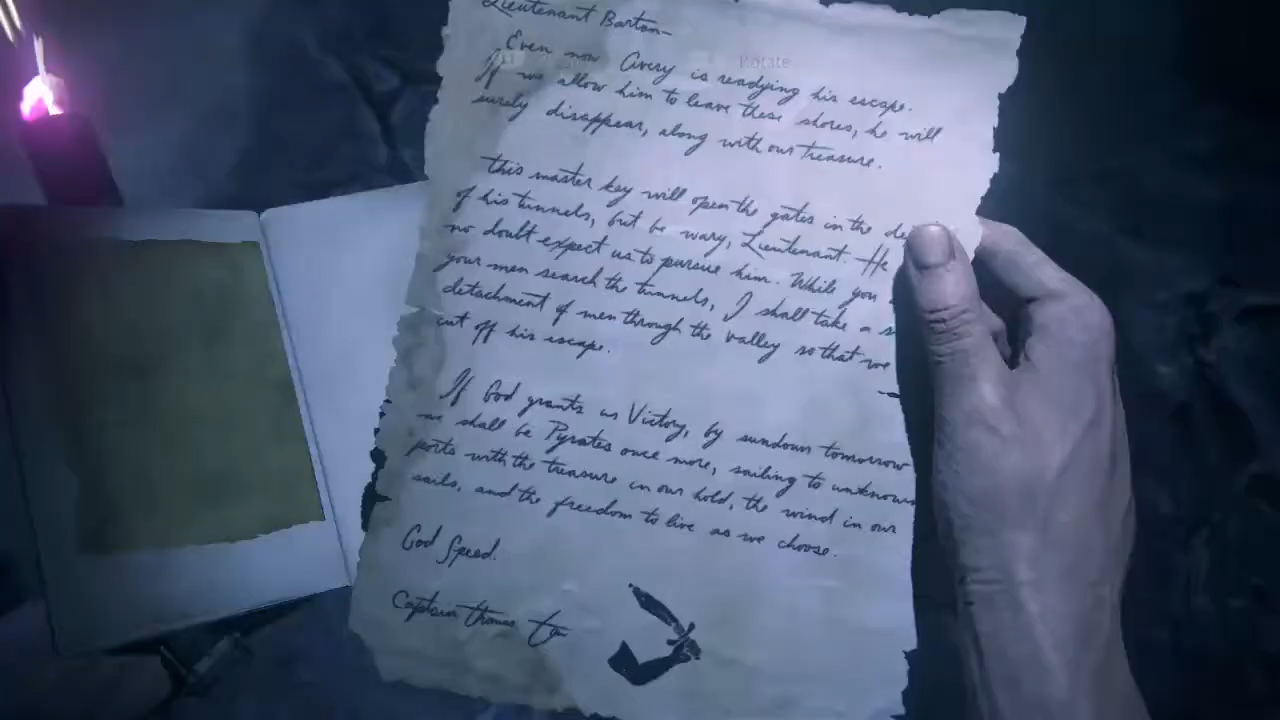 Lieutenant Barton-
Even now Avery is readying his escape.
If we allow him to leave these shores, he will
surely disappear, along with our treasure.
this master key will open the gates in the de
of his tunnels, but be wary, Lieutenant. He
no doubt expect us to pursue him. While you
your men search the tunnels, I shall take a s
detachment of men through the valley so that we
cut off his escape.
If God grants us Victory, by sundown tomorrow
we shall be Pyrates once more, sailing to unknown
ports with the treasure in our hold, the wind in our
sails, and the freedom to live as we choose.
God Speed.
Captain Thomas Tew
Rotate